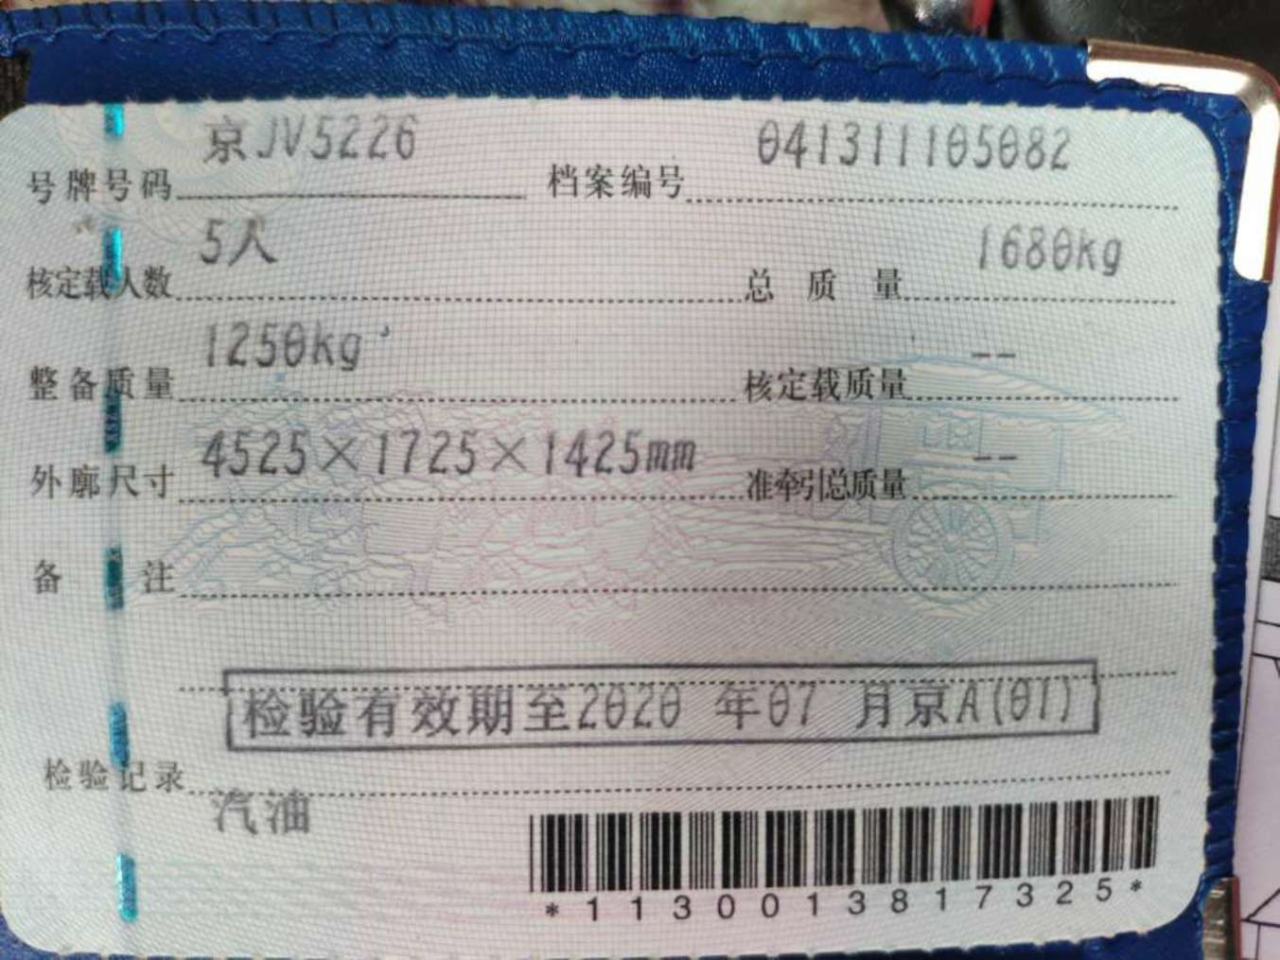 号牌号码 京JV5226 档案编号 041311105082
核定载人数 5人 总质量 1680kg
整备质量 1250kg 核定载质量 --
外廓尺寸 4525×1725×1425mm 准牵引总质量 --
备注
检验有效期至2020 年07 月京A(01)
检验记录
汽油
*1130013817325*